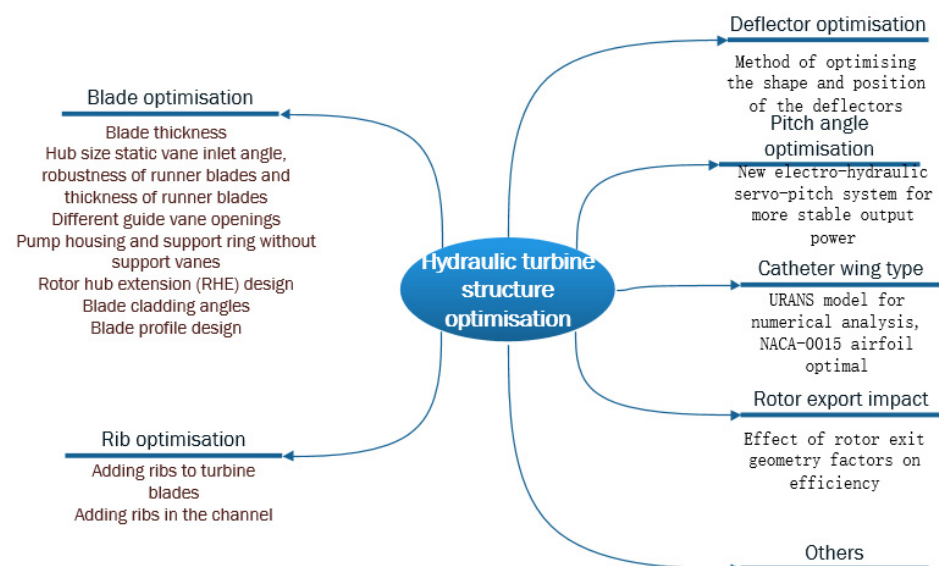 Blade optimisation
Blade thickness
Hub size static vane inlet angle,
robustness of runner blades and
thickness of runner blades
Different guide vane openings
Pump housing and support ring without
support vanes
Rotor hub extension (RHE) design
Blade cladding angles
Blade profile design
Rib optimisation
Adding ribs to turbine
blades
Adding ribs in the channel
Hydraulic turbine
structure
optimisation
Deflector optimisation
Method of optimising
the shape and position
of the deflectors
Pitch angle
optimisation
New electro-hydraulic
servo-pitch system for
more stable output
power
Catheter wing type
URANS model for
numerical analysis,
NACA-0015 airfoil
optimal
Rotor export impact
Effect of rotor exit
geometry factors on
efficiency
Others